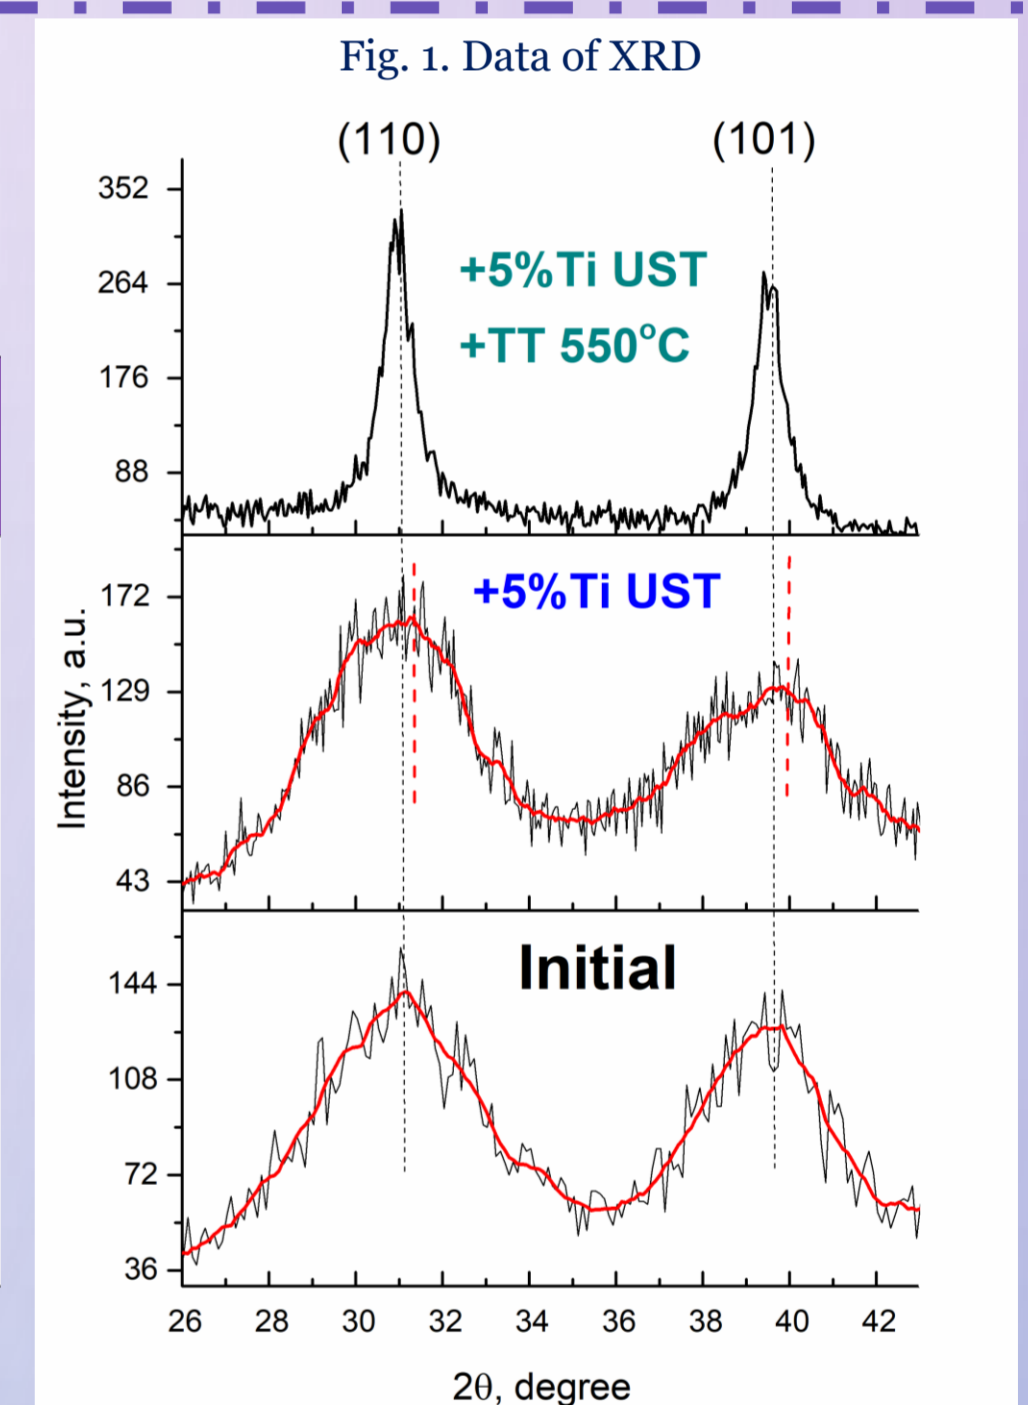 Fig. 1. Data of XRD
(110) (101)
352
264
176
88
+5%Ti UST
+TT 550°C
172
129
86
43
+5%Ti UST
Intensity, a.u.
144
108
72
36
Initial
26 28 30 32 34 36 38 40 42
2θ, degree